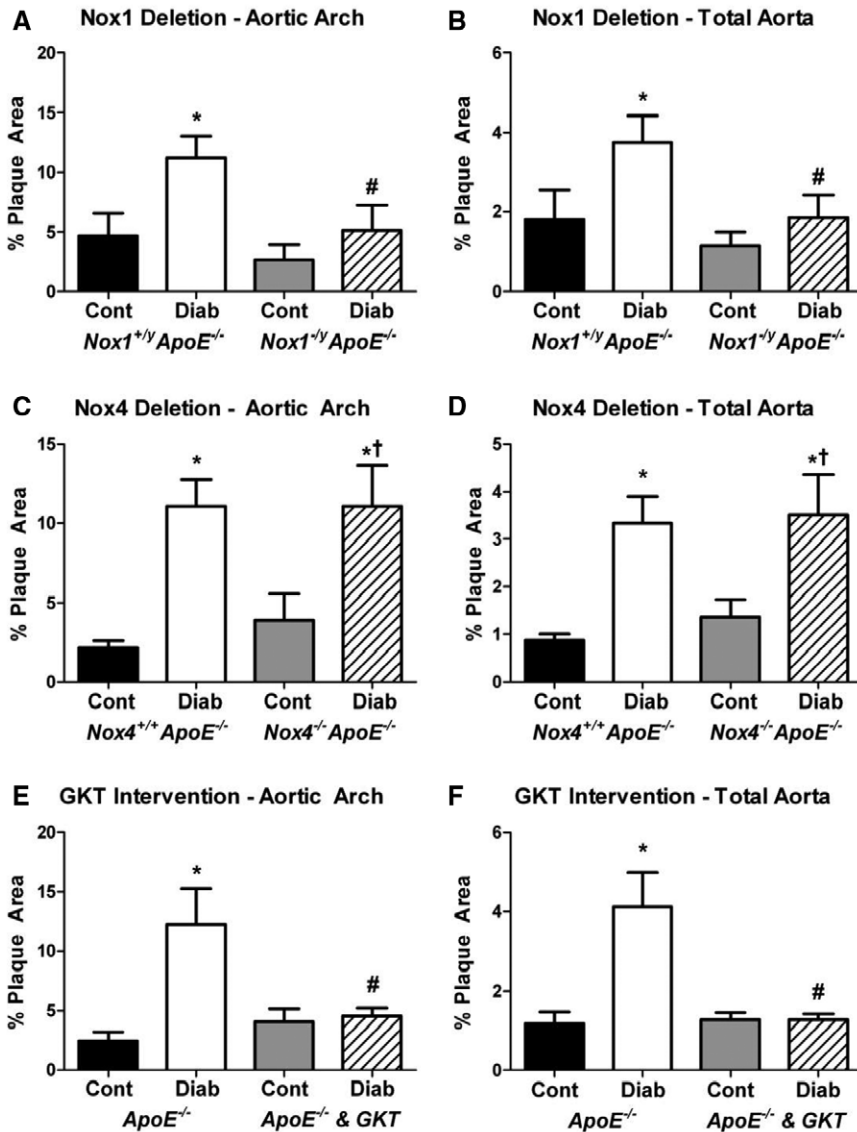 A Nox1 Deletion - Aortic Arch
% Plaque Area
20
15
10
5
0
*
#
Cont Diab Cont Diab
Nox1+/y ApoE-/- Nox1-/y ApoE-/-
B Nox1 Deletion - Total Aorta
% Plaque Area
6
4
2
0
*
#
Cont Diab Cont Diab
Nox1+/y ApoE-/- Nox1-/y ApoE-/-
C Nox4 Deletion - Aortic Arch
% Plaque Area
15
10
5
0
*
*†
Cont Diab Cont Diab
Nox4+/+ ApoE-/- Nox4-/- ApoE-/-
D Nox4 Deletion - Total Aorta
% Plaque Area
5
4
3
2
1
0
*
*†
Cont Diab Cont Diab
Nox4+/+ ApoE-/- Nox4-/- ApoE-/-
E GKT Intervention - Aortic Arch
% Plaque Area
20
15
10
5
0
*
#
Cont Diab Cont Diab
ApoE-/- ApoE-/- & GKT
F GKT Intervention - Total Aorta
% Plaque Area
6
4
2
0
*
#
Cont Diab Cont Diab
ApoE-/- ApoE-/- & GKT